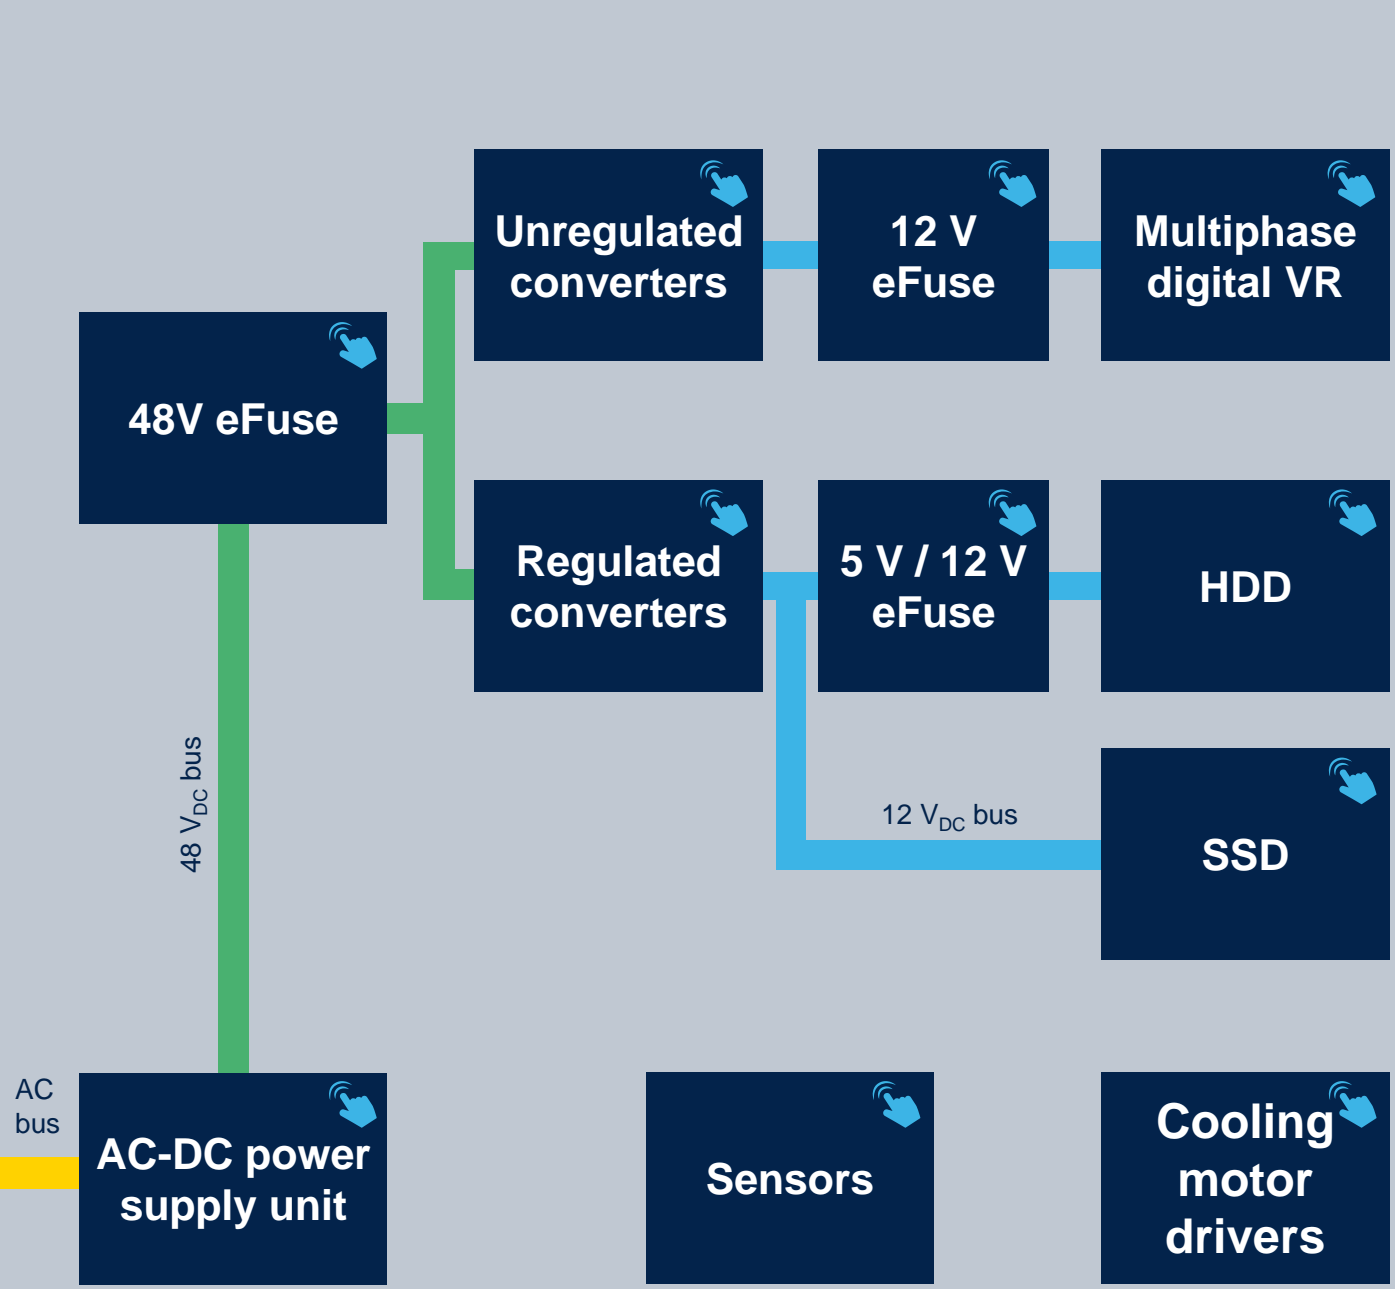 Unregulated
converters
12 V
eFuse
Multiphase
digital VR
48V eFuse
Regulated
converters
5 V / 12 V
eFuse
HDD
48 VDC bus
12 VDC bus
SSD
AC
bus
AC-DC power
supply unit
Sensors
Cooling
motor
drivers